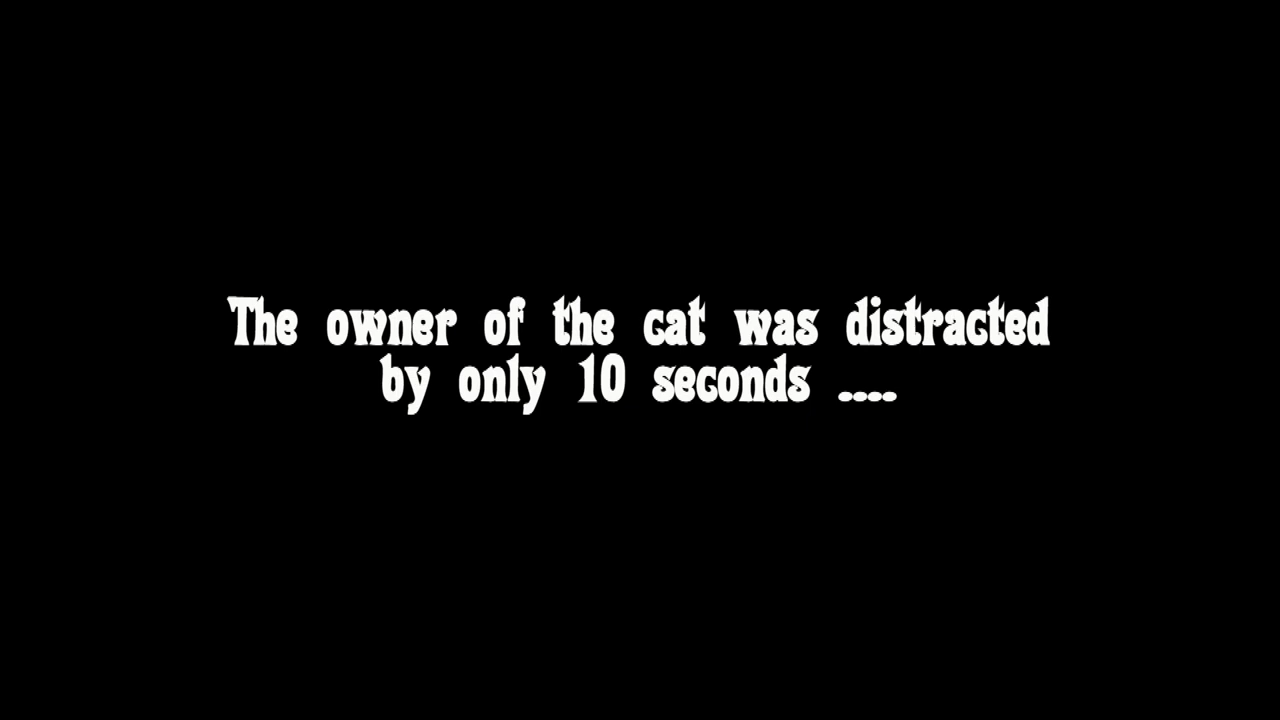 The owner of the cat was distracted
by only 10 seconds ....